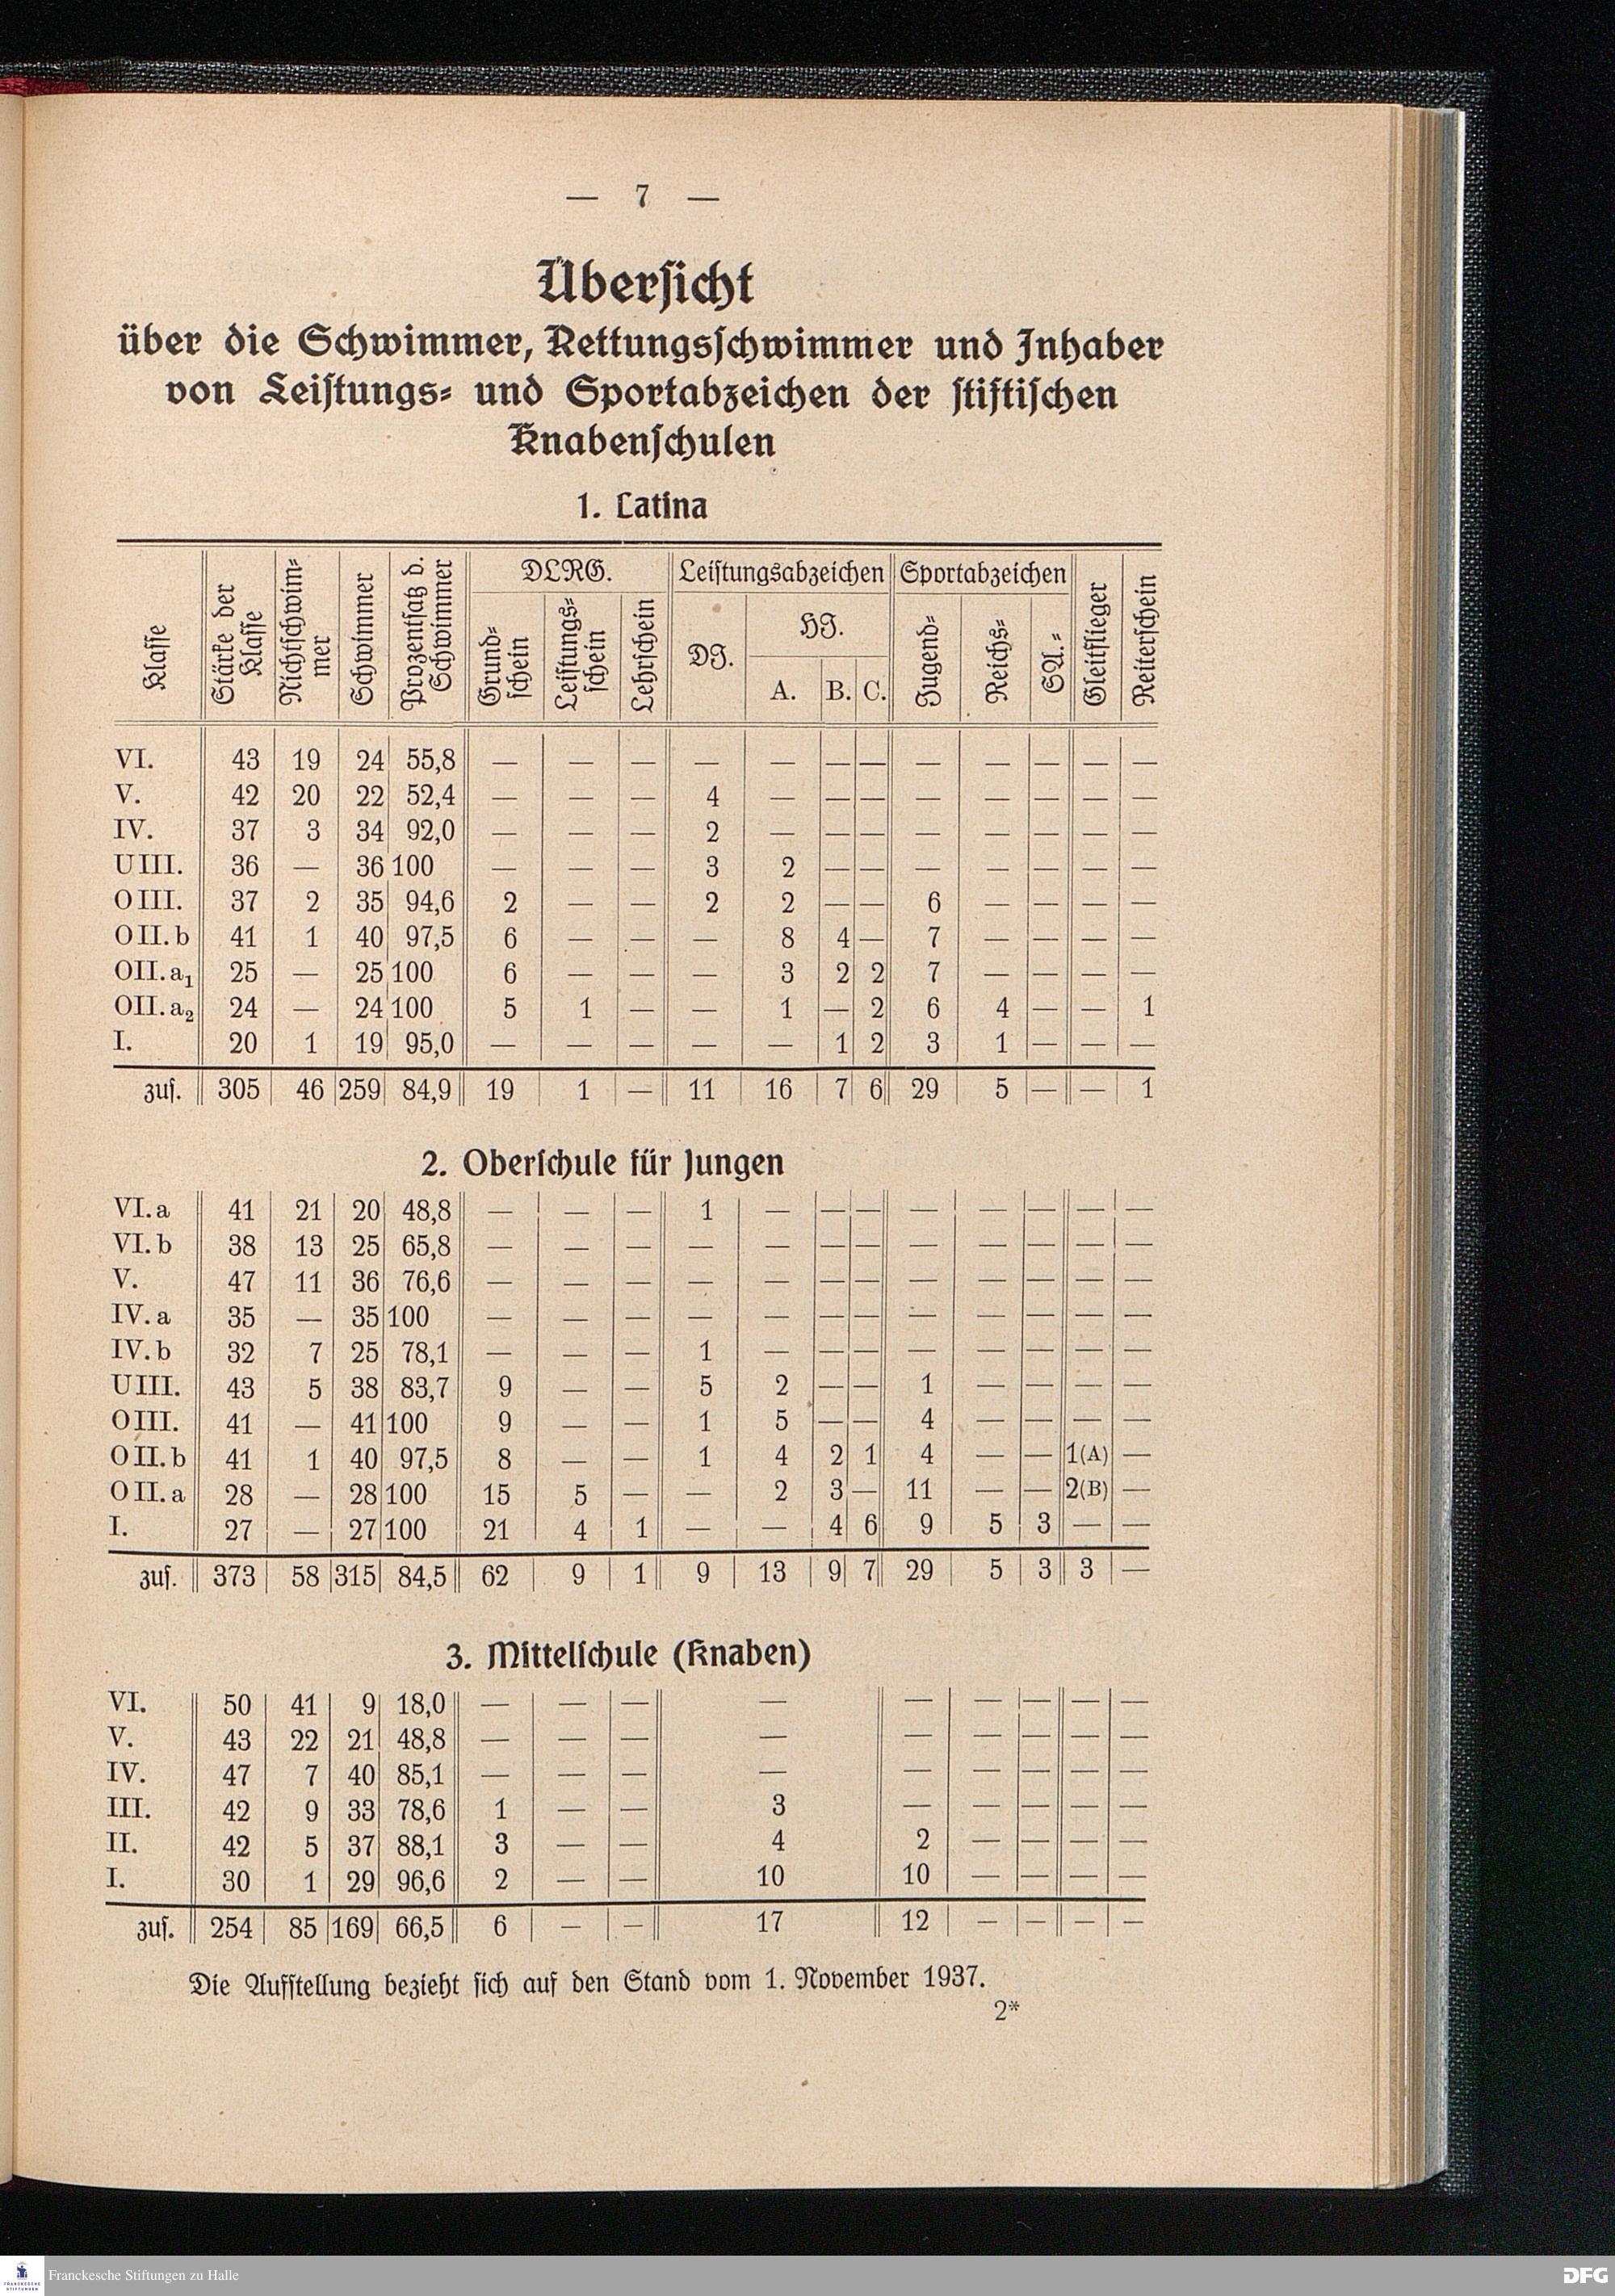 — 7 —
Übersicht
über die Schwimmer, Rettungsschwimmer und Inhaber
von Leistungs- und Sportabzeichen der stiftischen
Knabenschulen
1. Latina
Klasse | Stärke der Klasse | Nichtschwim-mer | Schwimmer | Prozentsatz d. Schwimmer | DLRG. | Leistungsabzeichen | Sportabzeichen | Gleitflieger | Reiterschein
Grund-schein | Leistungs-schein | Lehrschein | DJ. | HJ. | Jugend- | Reichs- | SA.-
A. | B. | C.
VI. 43 19 24 55,8 — — — — — — — — — — — —
V. 42 20 22 52,4 — — — 4 — — — — — — — —
IV. 37 3 34 92,0 — — — 2 — — — — — — — —
UIII. 36 — 36 100 — — — 3 2 — — — — — — —
OIII. 37 2 35 94,6 2 — — 2 2 — — 6 — — — —
OII. b 41 1 40 97,5 6 — — — 8 4 — 7 — — — —
OII. a₁ 25 — 25 100 6 — — — 3 2 2 7 — — — —
OII. a₂ 24 — 24 100 5 1 — — 1 — 2 6 4 — — 1
I. 20 1 19 95,0 — — — — — 1 2 3 1 — — —
zus. 305 46 259 84,9 19 1 — 11 16 7 6 29 5 — — 1
2. Oberschule für Jungen
VI. a 41 21 20 48,8 — — — 1 — — — — — — — —
VI. b 38 13 25 65,8 — — — — — — — — — — — —
V. 47 11 36 76,6 — — — — — — — — — — — —
IV. a 35 — 35 100 — — — — — — — — — — — —
IV. b 32 7 25 78,1 — — — 1 — — — — — — — —
UIII. 43 5 38 83,7 9 — — 5 2 — — 1 — — — —
OIII. 41 — 41 100 9 — — 1 5 — — 4 — — — —
OII. b 41 1 40 97,5 8 — — 1 4 2 1 4 — — 1(A) —
OII. a 28 — 28 100 15 5 — — 2 3 — 11 — — 2(B) —
I. 27 — 27 100 21 4 1 — — 4 6 9 5 3 — —
zus. 373 58 315 84,5 62 9 1 9 13 9 7 29 5 3 3 —
3. Mittelschule (Knaben)
VI. 50 41 9 18,0 — — — — — — — — —
V. 43 22 21 48,8 — — — — — — — — —
IV. 47 7 40 85,1 — — — — — — — — —
III. 42 9 33 78,6 1 — — 3 — — — — —
II. 42 5 37 88,1 3 — — 4 2 — — — —
I. 30 1 29 96,6 2 — — 10 10 — — — —
zus. 254 85 169 66,5 6 — — 17 12 — — — —
Die Aufstellung bezieht sich auf den Stand vom 1. November 1937.
2*
FRANCKESCHE STIFTUNGEN
Franckesche Stiftungen zu Halle
DFG